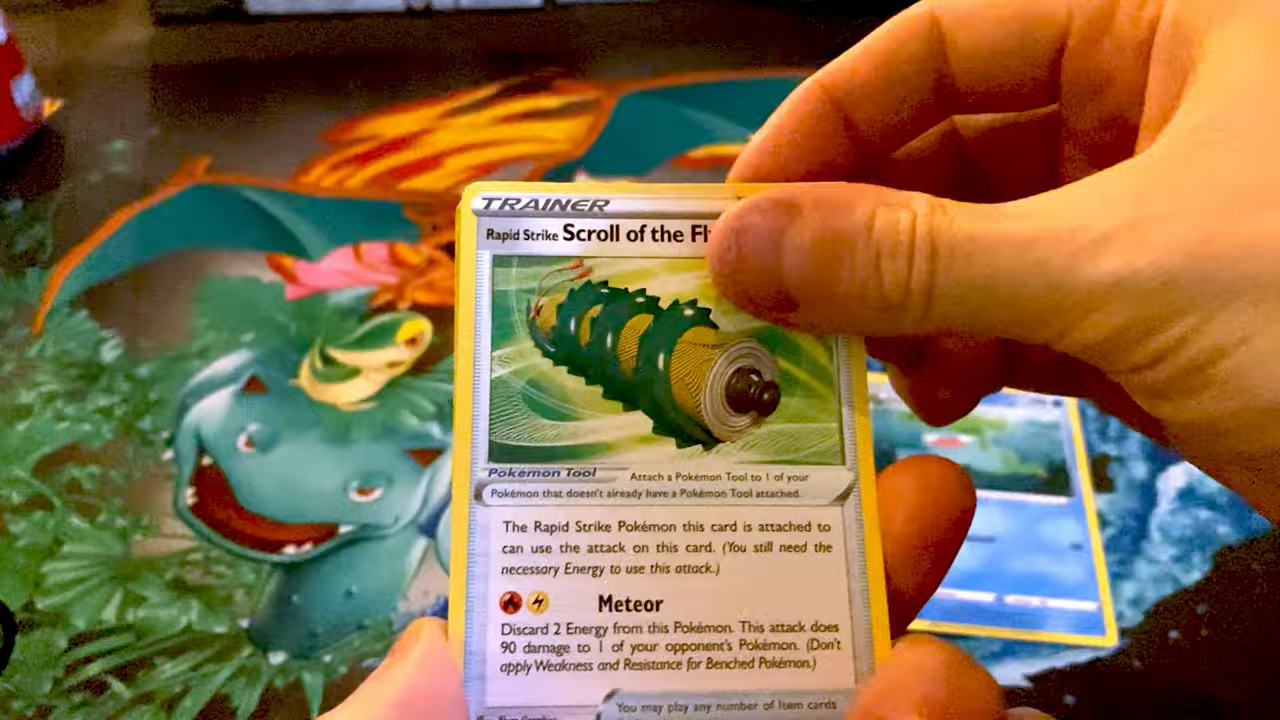 TRAINER
Rapid Strike Scroll of the Fl
Pokémon Tool Attach a Pokémon Tool to 1 of your
Pokémon that doesn't already have a Pokémon Tool attached.
The Rapid Strike Pokémon this card is attached to
can use the attack on this card. (You still need the
necessary Energy to use this attack.)
Meteor
Discard 2 Energy from this Pokémon. This attack does
90 damage to 1 of your opponent's Pokémon. (Don't
apply Weakness and Resistance for Benched Pokémon.)
You may play any number of Item cards